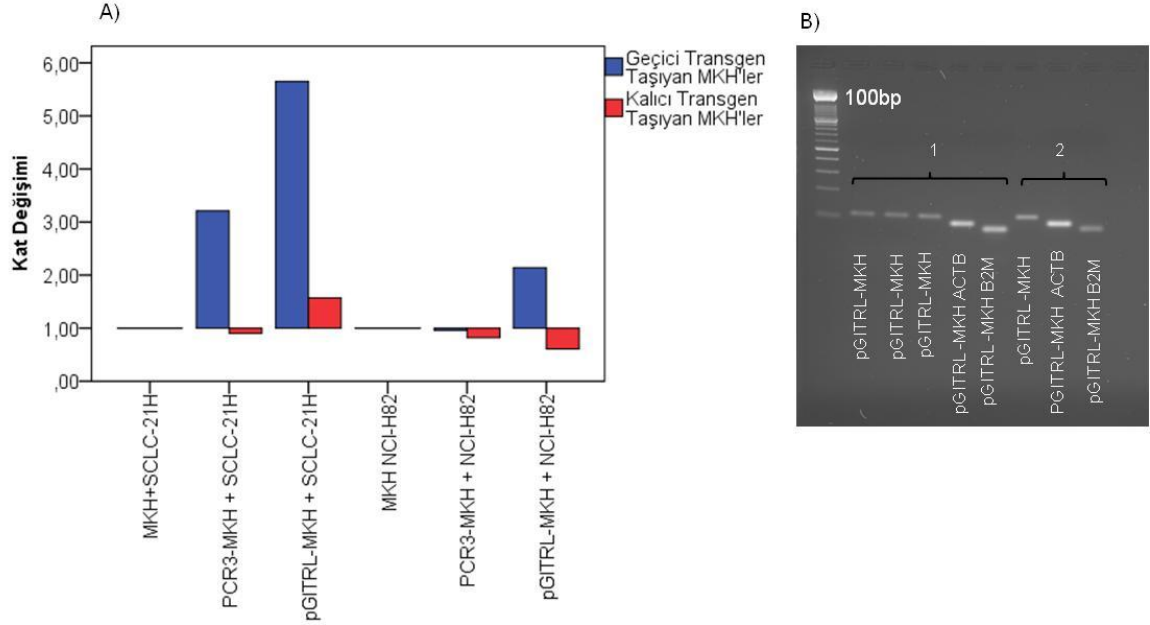 A)
Kat Değişimi
6,00
5,00
4,00
3,00
2,00
1,00
,00
MKH+SCLC-21H
PCR3-MKH + SCLC-21H
pGITRL-MKH + SCLC-21H
MKH NCI-H82
PCR3-MKH + NCI-H82
pGITRL-MKH + NCI-H82
Geçici Transgen
Taşıyan MKH'ler
Kalıcı Transgen
Taşıyan MKH'ler
B)
100bp
1
2
pGITRL-MKH
pGITRL-MKH
pGITRL-MKH
pGITRL-MKH ACTB
pGITRL-MKH B2M
pGITRL-MKH
PGITRL-MKH ACTB
pGITRL-MKH B2M